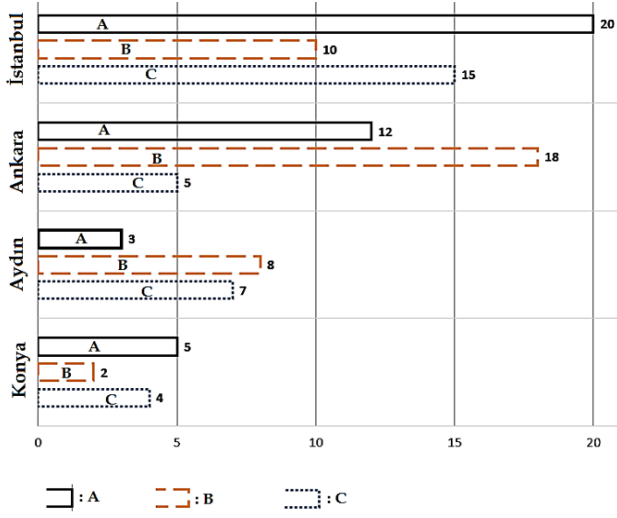 İstanbul
A 20
B 10
C 15
Ankara
A 12
B 18
C 5
Aydın
A 3
B 8
C 7
Konya
A 5
B 2
C 4
0 5 10 15 20
: A : B : C